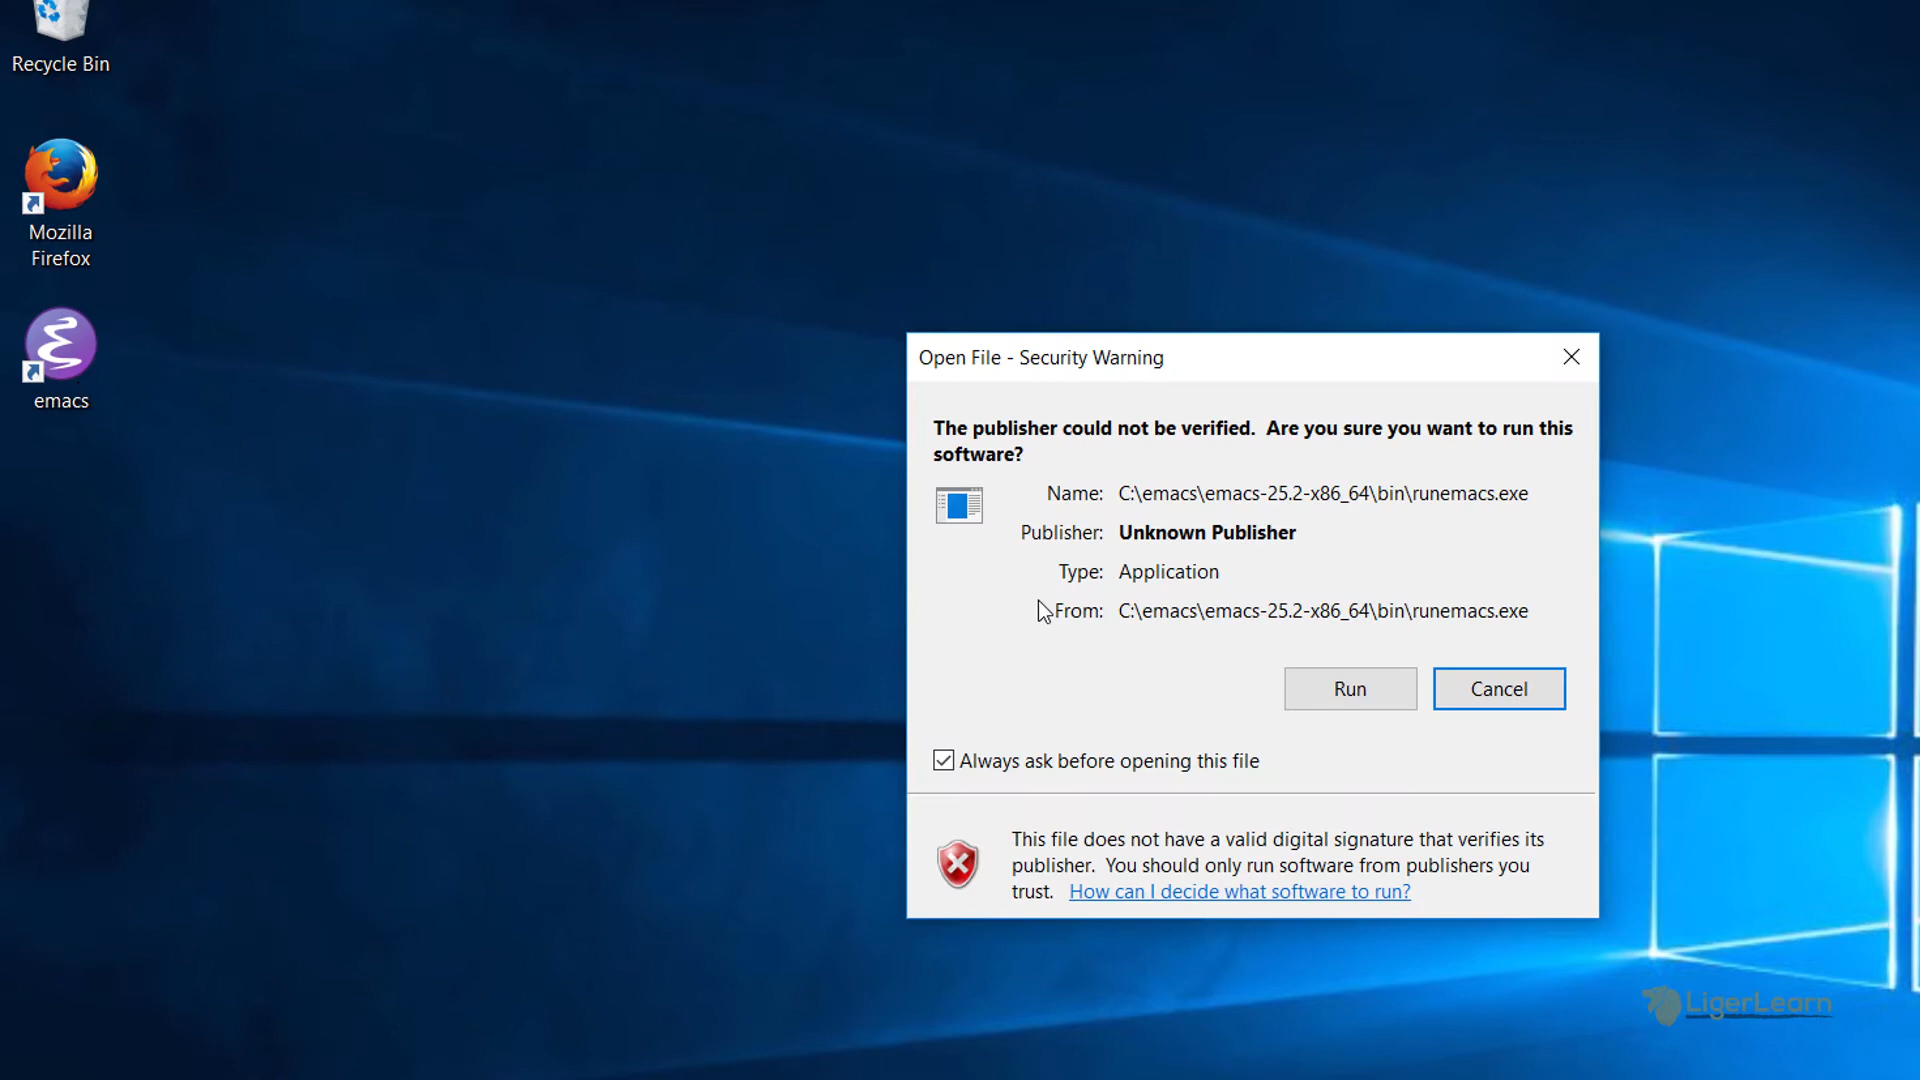 Recycle Bin
Mozilla
Firefox
emacs
Open File - Security Warning
The publisher could not be verified.  Are you sure you want to run this
software?
Name: C:\emacs\emacs-25.2-x86_64\bin\runemacs.exe
Publisher: Unknown Publisher
Type: Application
From: C:\emacs\emacs-25.2-x86_64\bin\runemacs.exe
Run Cancel
Always ask before opening this file
This file does not have a valid digital signature that verifies its
publisher.  You should only run software from publishers you
trust.  How can I decide what software to run?
LigerLearn